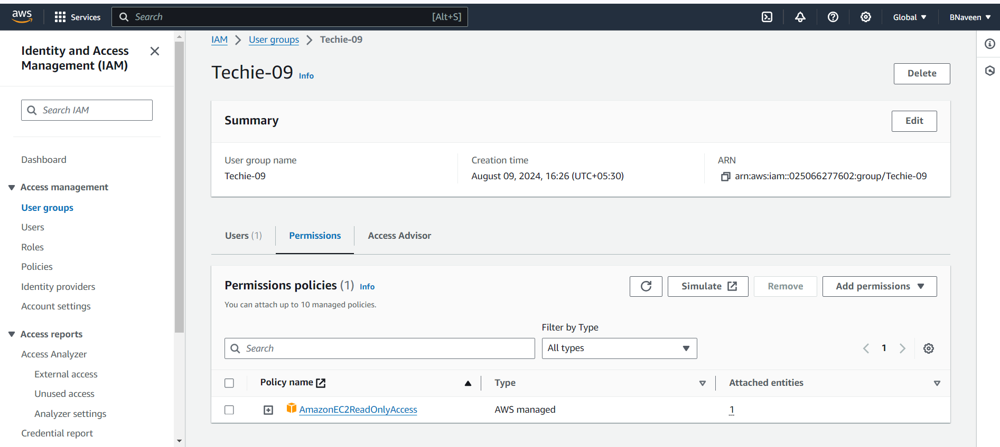 aws Services Search [Alt+S] Global BNaveen
Identity and Access
Management (IAM)
Search IAM
Dashboard
Access management
User groups
Users
Roles
Policies
Identity providers
Account settings
Access reports
Access Analyzer
External access
Unused access
Analyzer settings
Credential report
IAM User groups Techie-09
Techie-09 Info
Delete
Summary
Edit
User group name
Techie-09
Creation time
August 09, 2024, 16:26 (UTC+05:30)
ARN
arn:aws:iam::025066277602:group/Techie-09
Users (1) Permissions Access Advisor
Permissions policies (1) Info
You can attach up to 10 managed policies.
Simulate Remove Add permissions
Filter by Type
Search All types 1
Policy name Type Attached entities
AmazonEC2ReadOnlyAccess AWS managed 1